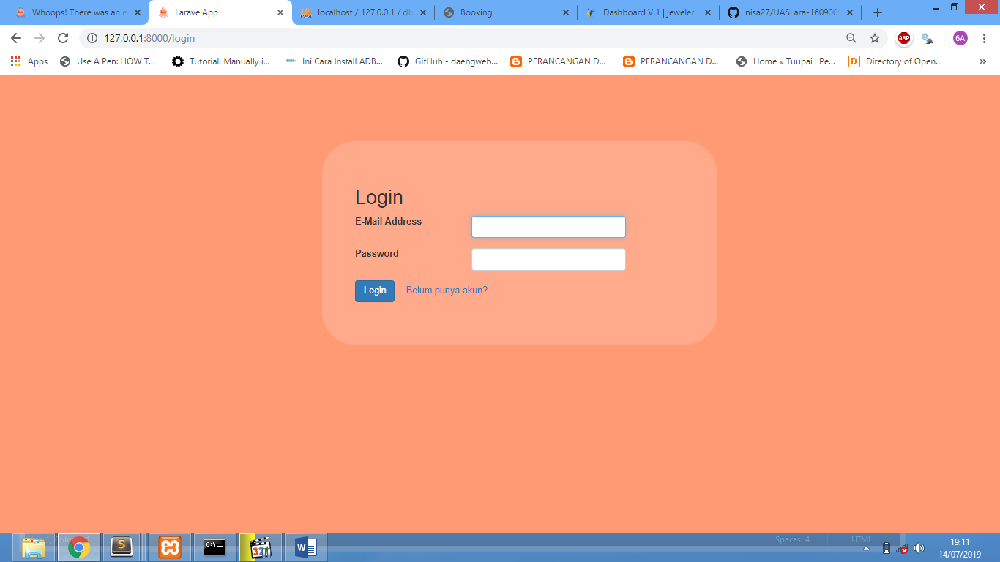 Whoops! There was an e
LaravelApp
localhost / 127.0.0.1 / db
Booking
Dashboard V.1 | jeweler
nisa27/UASLara-160900
127.0.0.1:8000/login
ABP
6A
Apps
Use A Pen: HOW T...
Tutorial: Manually i...
Ini Cara Install ADB...
GitHub - daengweb...
PERANCANGAN D...
PERANCANGAN D...
Home » Tuupai : Pe...
D
Directory of Open...
»
Login
E-Mail Address
Password
Login
Belum punya akun?
Spaces: 4
HTML
19:11
14/07/2019